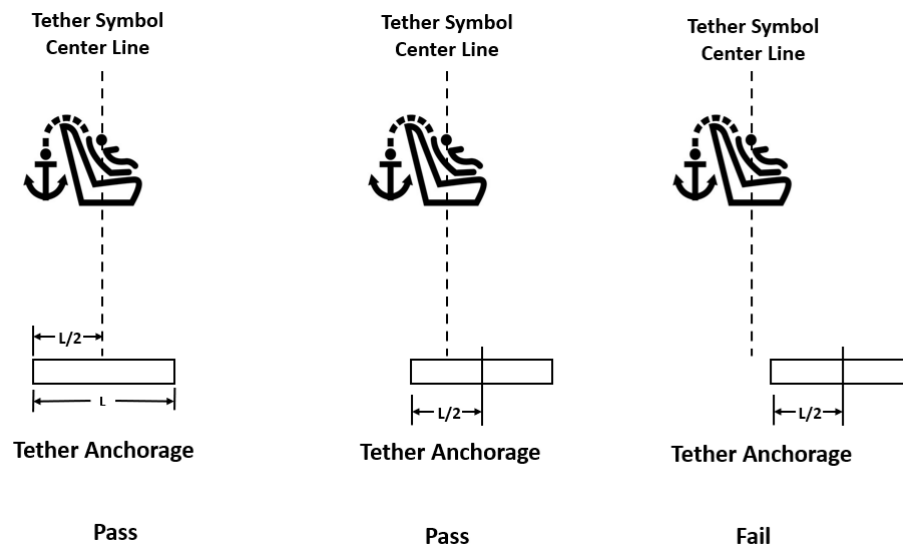 Tether Symbol
Center Line
Tether Symbol
Center Line
Tether Symbol
Center Line
L/2
L
L/2
L/2
Tether Anchorage
Tether Anchorage
Tether Anchorage
Pass
Pass
Fail